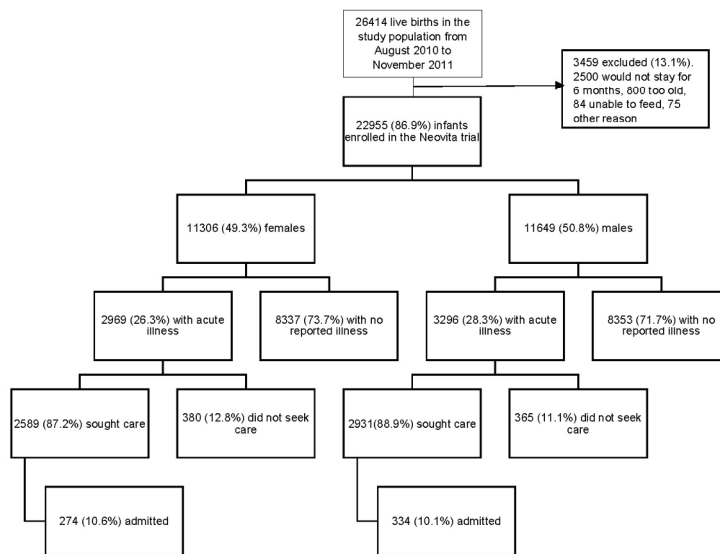 26414 live births in the
study population from
August 2010 to
November 2011
3459 excluded (13.1%).
2500 would not stay for
6 months, 800 too old,
84 unable to feed, 75
other reason
22955 (86.9%) infants
enrolled in the Neovita trial
11306 (49.3%) females
11649 (50.8%) males
2969 (26.3%) with acute
illness
8337 (73.7%) with no
reported illness
3296 (28.3%) with acute
illness
8353 (71.7%) with no
reported illness
2589 (87.2%) sought care
380 (12.8%) did not seek
care
2931(88.9%) sought care
365 (11.1%) did not seek
care
274 (10.6%) admitted
334 (10.1%) admitted